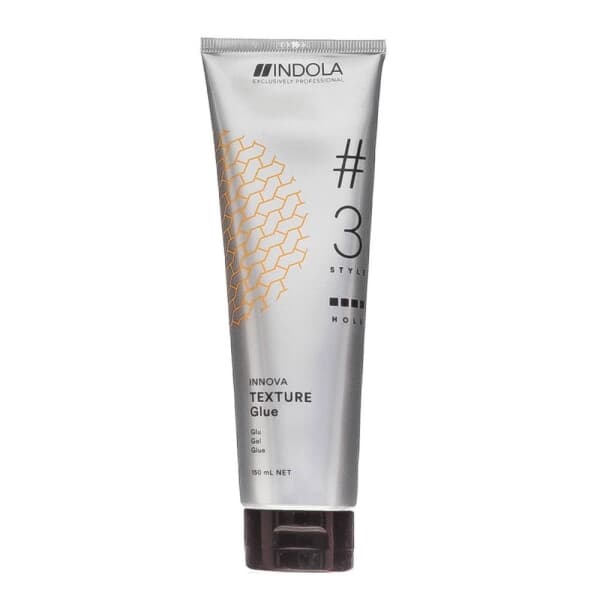 INDOLA
EXCLUSIVELY PROFESSIONAL
#
3
STYLE
HOLD
INNOVA
TEXTURE
Glue
Glu
Gel
Glue
150 mL NET